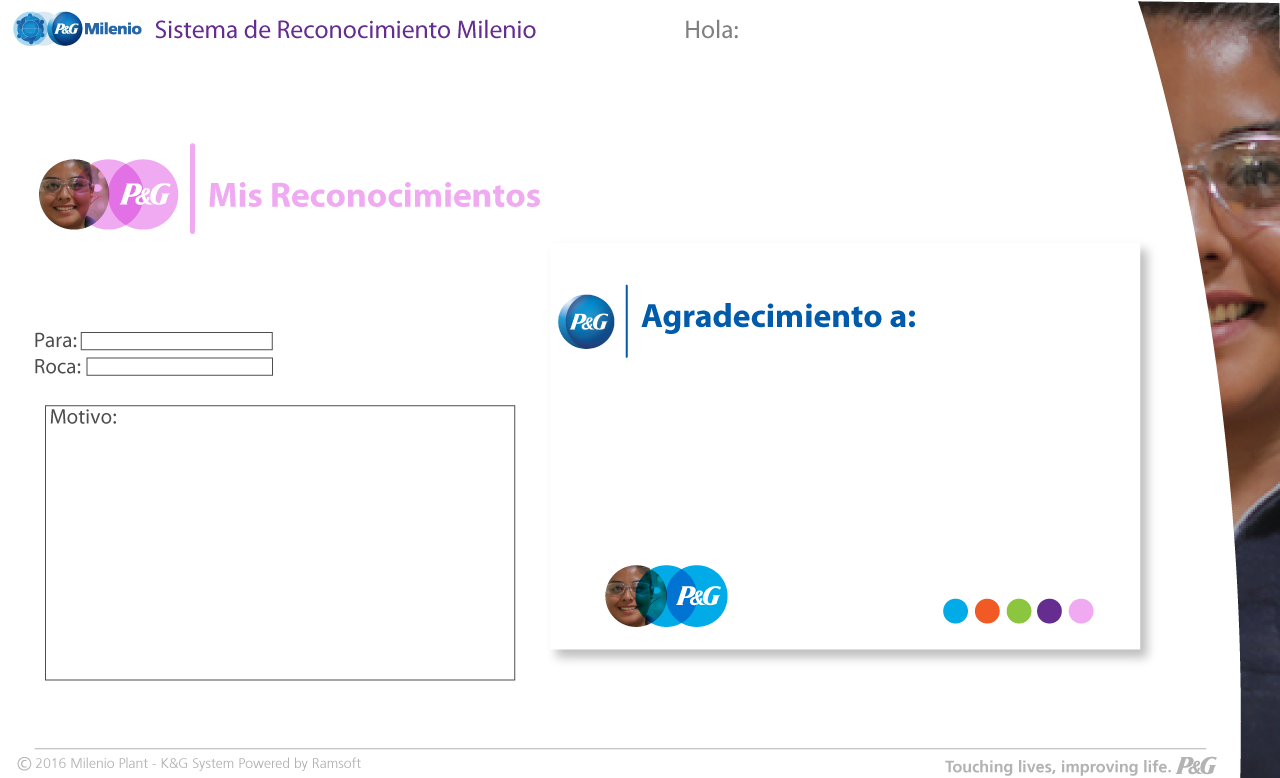 P&G Milenio Sistema de Reconocimiento Milenio Hola:
P&G Mis Reconocimientos
P&G Agradecimiento a:
Para:
Roca:
Motivo:
P&G
© 2016 Milenio Plant - K&G System Powered by Ramsoft
Touching lives, improving life. P&G